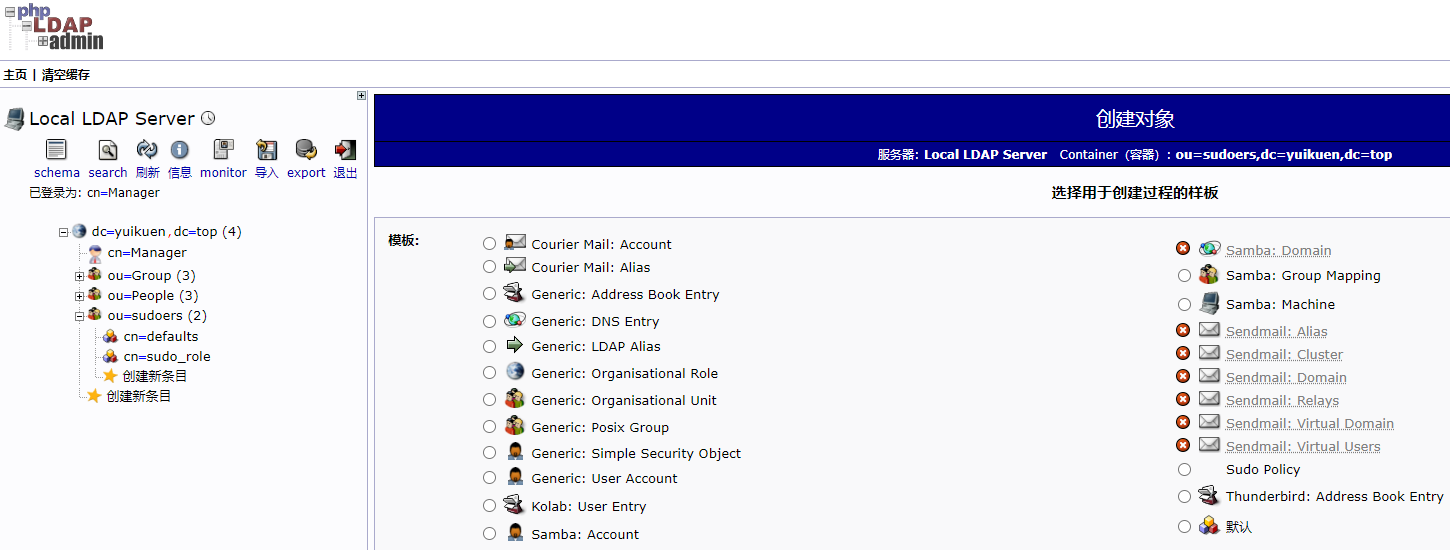 php
LDAP
admin
主页 | 清空缓存
Local LDAP Server
schema search 刷新 信息 monitor 导入 export 退出
已登录为: cn=Manager
dc=yuikuen,dc=top (4)
cn=Manager
ou=Group (3)
ou=People (3)
ou=sudoers (2)
cn=defaults
cn=sudo_role
创建新条目
创建新条目
创建对象
服务器: Local LDAP Server Container（容器）: ou=sudoers,dc=yuikuen,dc=top
选择用于创建过程的样板
模板:
Courier Mail: Account
Courier Mail: Alias
Generic: Address Book Entry
Generic: DNS Entry
Generic: LDAP Alias
Generic: Organisational Role
Generic: Organisational Unit
Generic: Posix Group
Generic: Simple Security Object
Generic: User Account
Kolab: User Entry
Samba: Account
Samba: Domain
Samba: Group Mapping
Samba: Machine
Sendmail: Alias
Sendmail: Cluster
Sendmail: Domain
Sendmail: Relays
Sendmail: Virtual Domain
Sendmail: Virtual Users
Sudo Policy
Thunderbird: Address Book Entry
默认